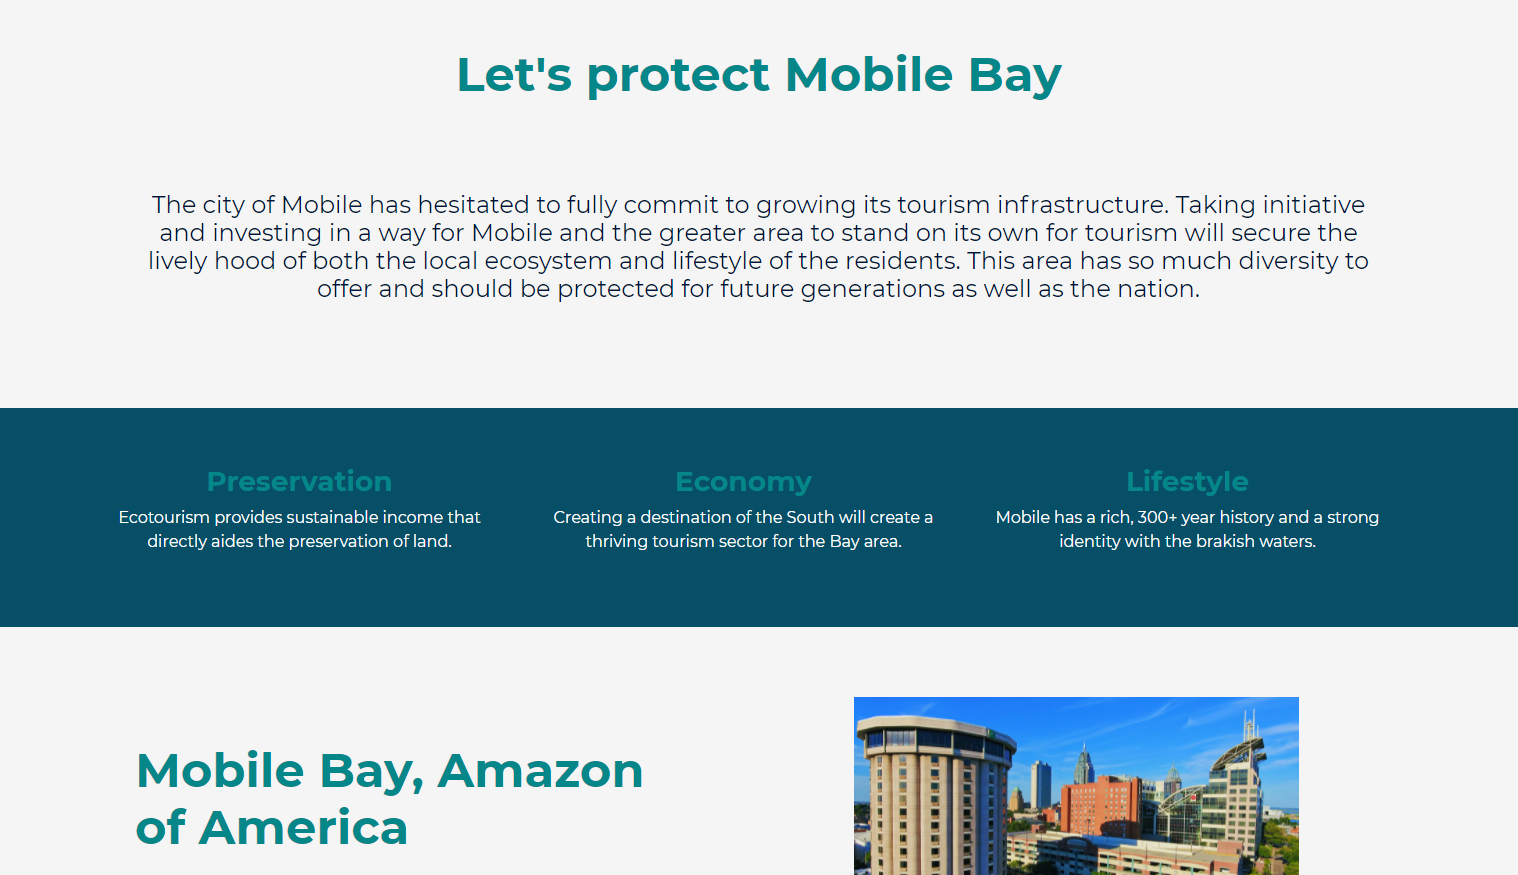 Let's protect Mobile Bay
The city of Mobile has hesitated to fully commit to growing its tourism infrastructure. Taking initiative
and investing in a way for Mobile and the greater area to stand on its own for tourism will secure the
lively hood of both the local ecosystem and lifestyle of the residents. This area has so much diversity to
offer and should be protected for future generations as well as the nation.
Preservation
Ecotourism provides sustainable income that
directly aides the preservation of land.
Economy
Creating a destination of the South will create a
thriving tourism sector for the Bay area.
Lifestyle
Mobile has a rich, 300+ year history and a strong
identity with the brakish waters.
Mobile Bay, Amazon
of America